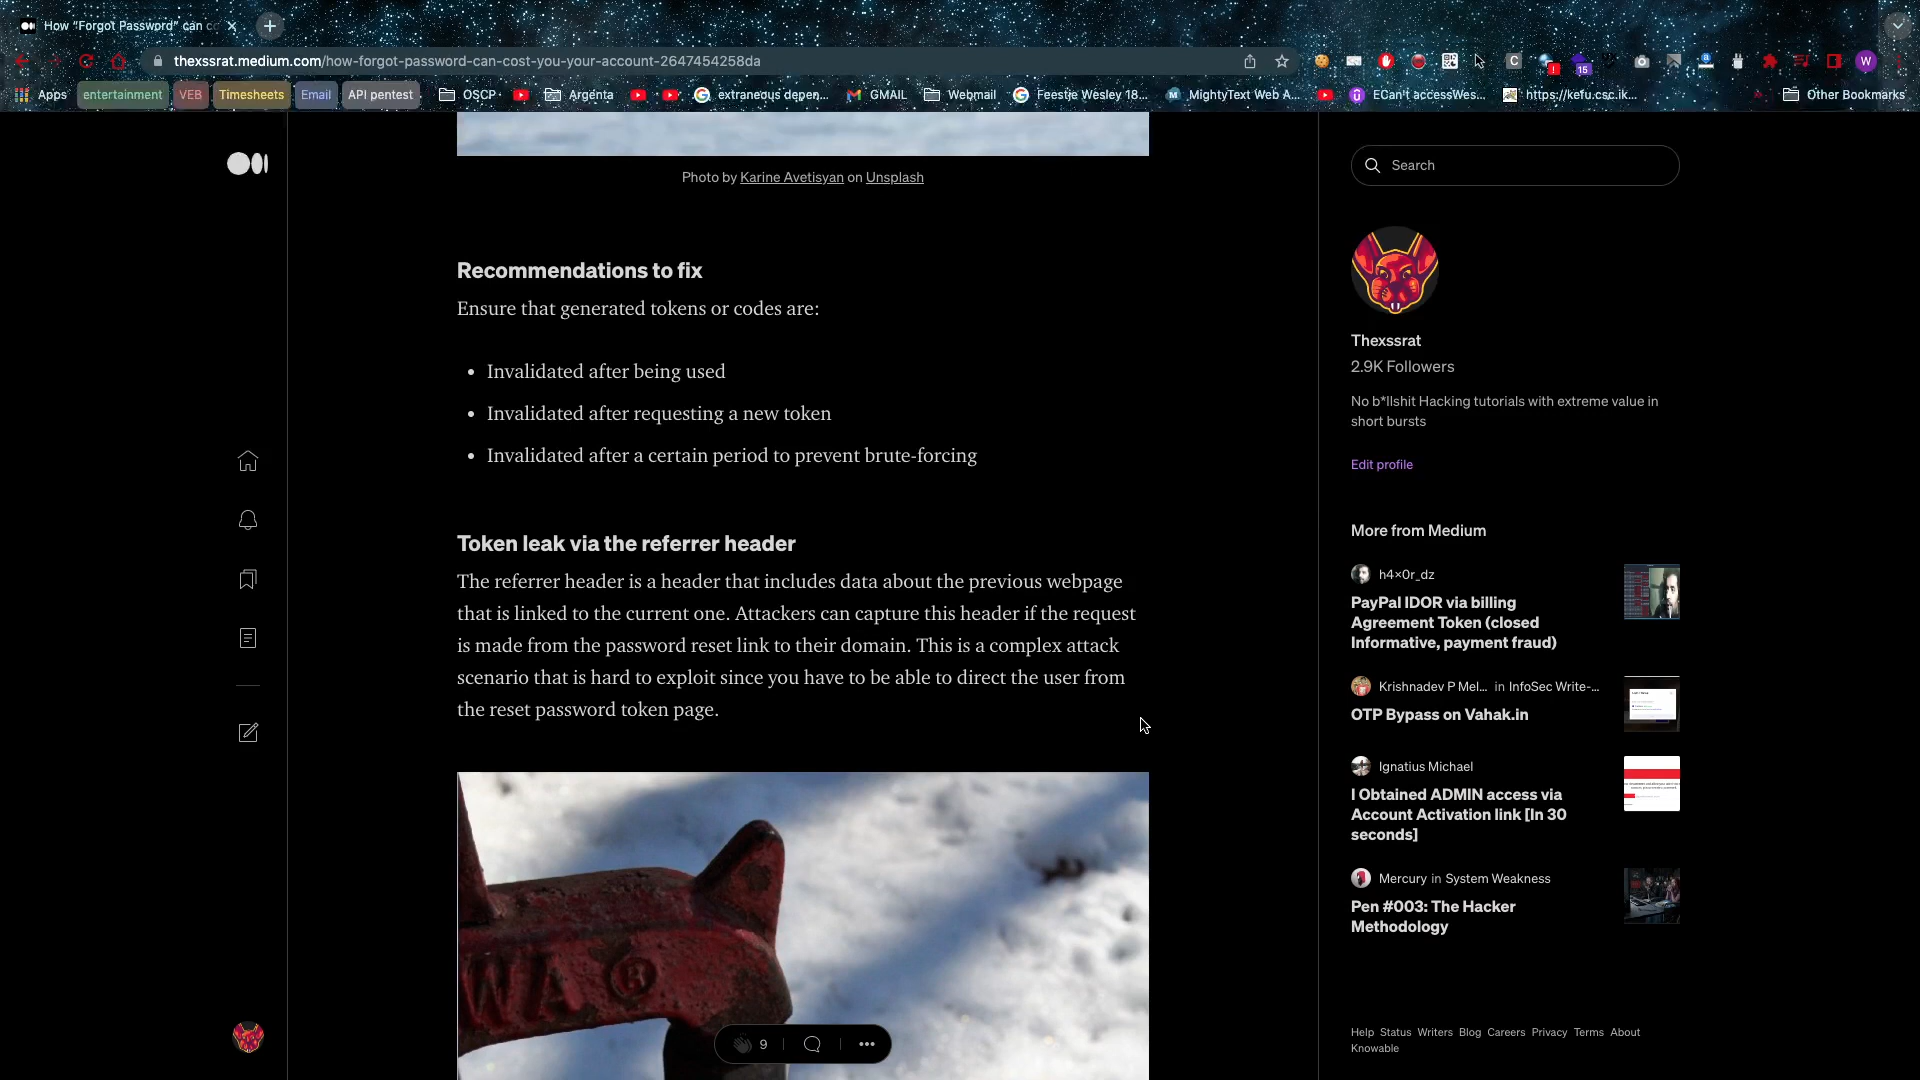 How “Forgot Password” can
thexssrat.medium.com/how-forgot-password-can-cost-you-your-account-2647454258da
15
W
Apps
entertainment
VEB
Timesheets
Email
API pentest
OSCP
Argenta
extraneous depen...
GMAIL
Webmail
Feestje Wesley 18...
MightyText Web A...
ECan't accessWes...
https://kefu.csc.ik...
Other Bookmarks
Photo by Karine Avetisyan on Unsplash
Recommendations to fix
Ensure that generated tokens or codes are:
• Invalidated after being used
• Invalidated after requesting a new token
• Invalidated after a certain period to prevent brute-forcing
Token leak via the referrer header
The referrer header is a header that includes data about the previous webpage
that is linked to the current one. Attackers can capture this header if the request
is made from the password reset link to their domain. This is a complex attack
scenario that is hard to exploit since you have to be able to direct the user from
the reset password token page.
WA ®
9
Search
Thexssrat
2.9K Followers
No b*llshit Hacking tutorials with extreme value in
short bursts
Edit profile
More from Medium
h4x0r_dz
PayPal IDOR via billing
Agreement Token (closed
Informative, payment fraud)
Krishnadev P Mel... in InfoSec Write-...
OTP Bypass on Vahak.in
Ignatius Michael
I Obtained ADMIN access via
Account Activation link [In 30
seconds]
Mercury in System Weakness
Pen #003: The Hacker
Methodology
Help Status Writers Blog Careers Privacy Terms About
Knowable